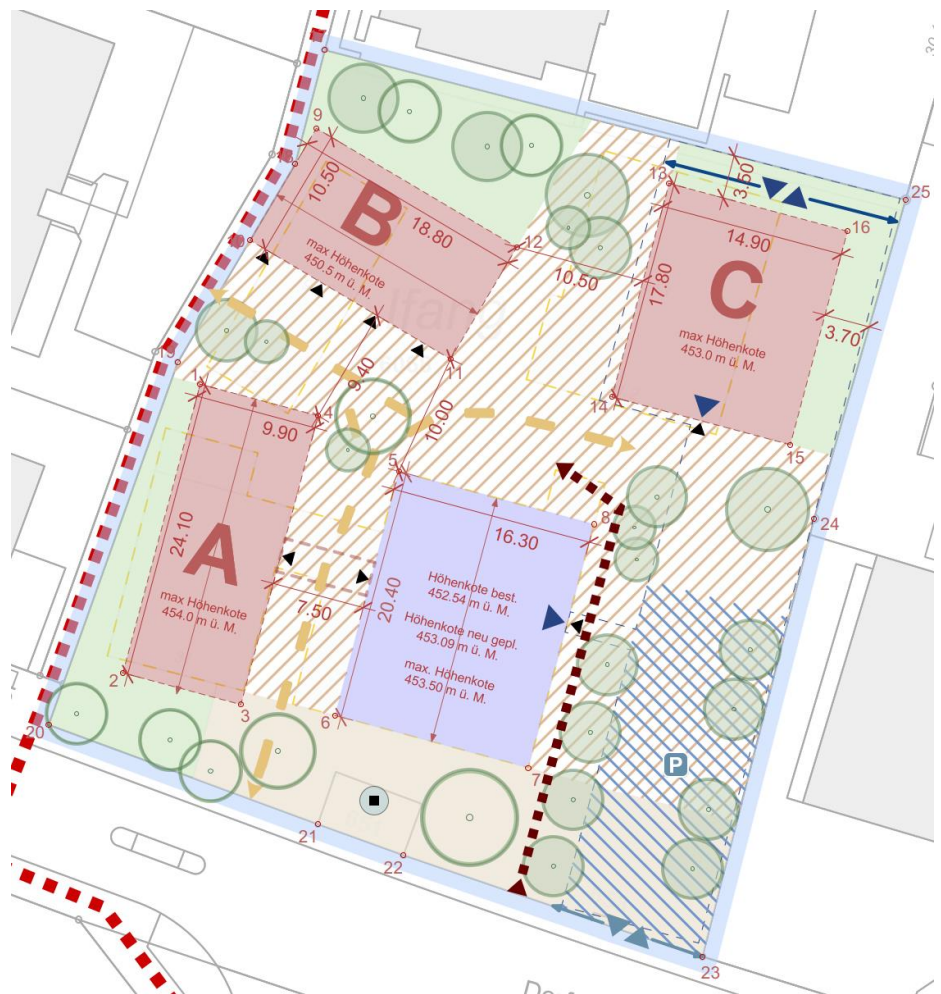 30.
9
25
13
3.50
10.50
B
12
16
18.80
14.90
10.50
17.80
C
max Höhenkote
450.5 m ü. M.
max Höhenkote
453.0 m ü. M.
3.70
19
11
9.40
1
4
14
9.90
10.00
15
5
8
24
16.30
24.10
A
Höhenkote best.
452.54 m ü. M.
max Höhenkote
454.0 m ü. M.
7.50
20.40
Höhenkote neu gepl.
453.09 m ü. M.
max. Höhenkote
453.50 m ü. M.
2
3
6
20
7
P
21
22
23